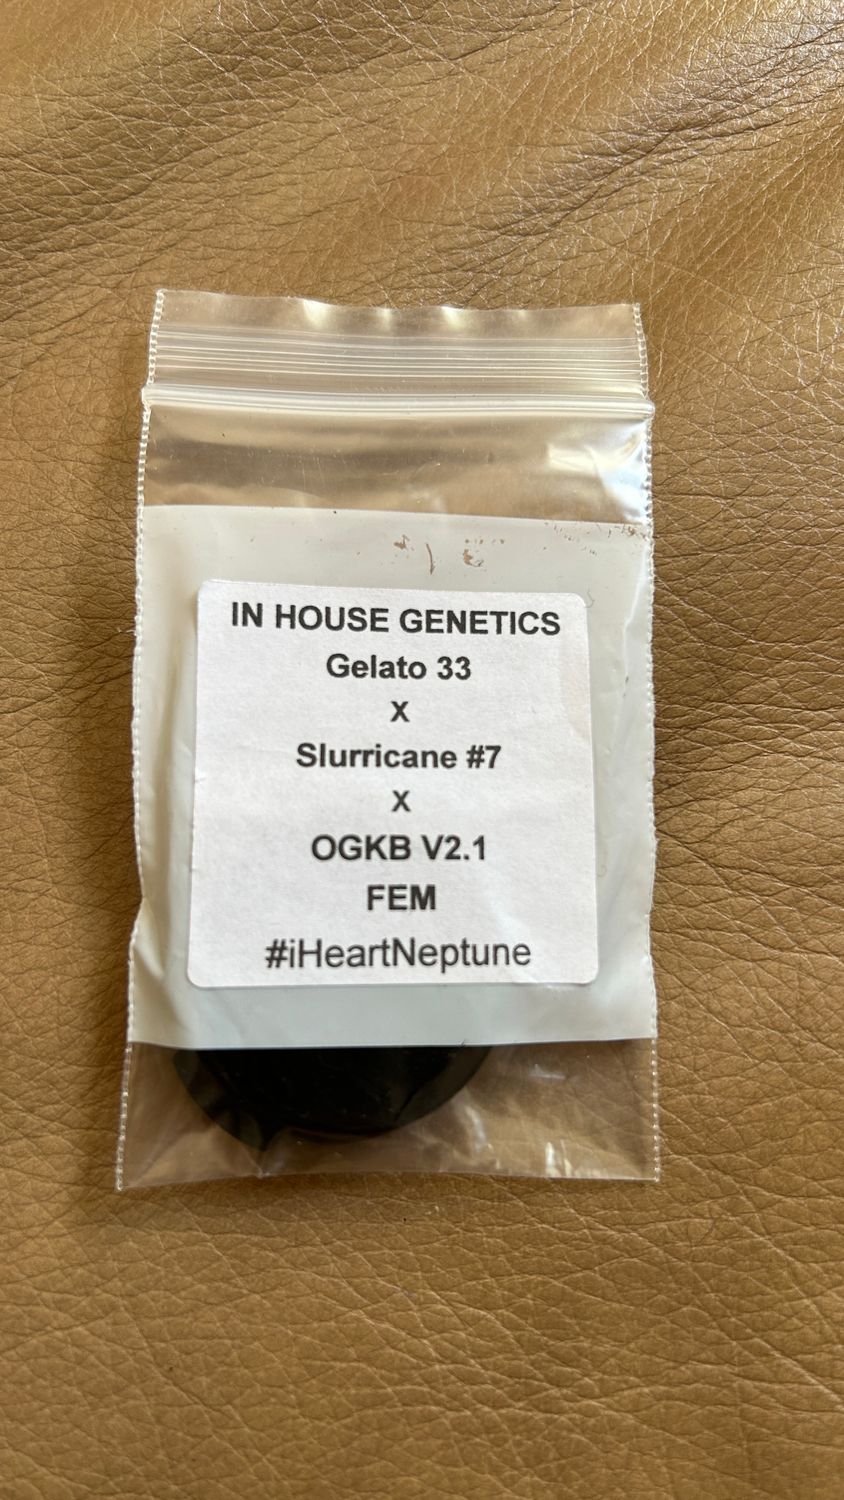 IN HOUSE GENETICS
Gelato 33
X
Slurricane #7
X
OGKB V2.1
FEM
#iHeartNeptune